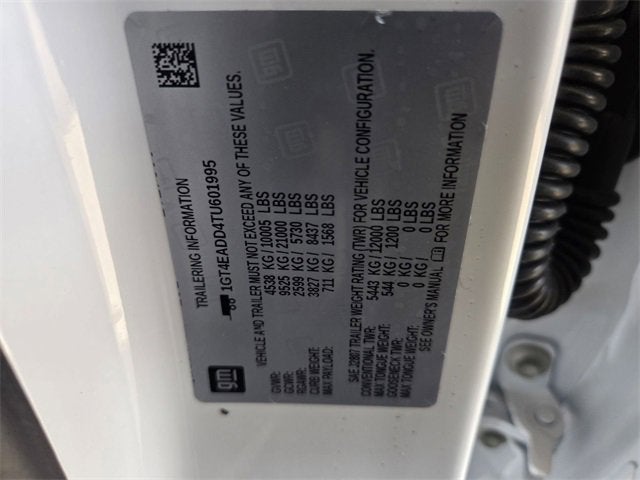 TRAILERING INFORMATION
1GT4EADD4TU601995
VEHICLE AND TRAILER MUST NOT EXCEED ANY OF THESE VALUES.
GVWR: 4538 KG / 10005 LBS
GCWR: 9525 KG / 21000 LBS
RGAWR: 2599 KG / 5730 LBS
CURB WEIGHT: 3827 KG / 8437 LBS
MAX PAYLOAD: 711 KG / 1568 LBS
SAE J2807 TRAILER WEIGHT RATING (TWR) FOR VEHICLE CONFIGURATION.
CONVENTIONAL TWR: 5443 KG / 12000 LBS
MAX TONGUE WEIGHT: 544 KG / 1200 LBS
GOOSENECK TWR: 0 KG / 0 LBS
MAX TONGUE WEIGHT: 0 KG / 0 LBS
SEE OWNER'S MANUAL FOR MORE INFORMATION
gm